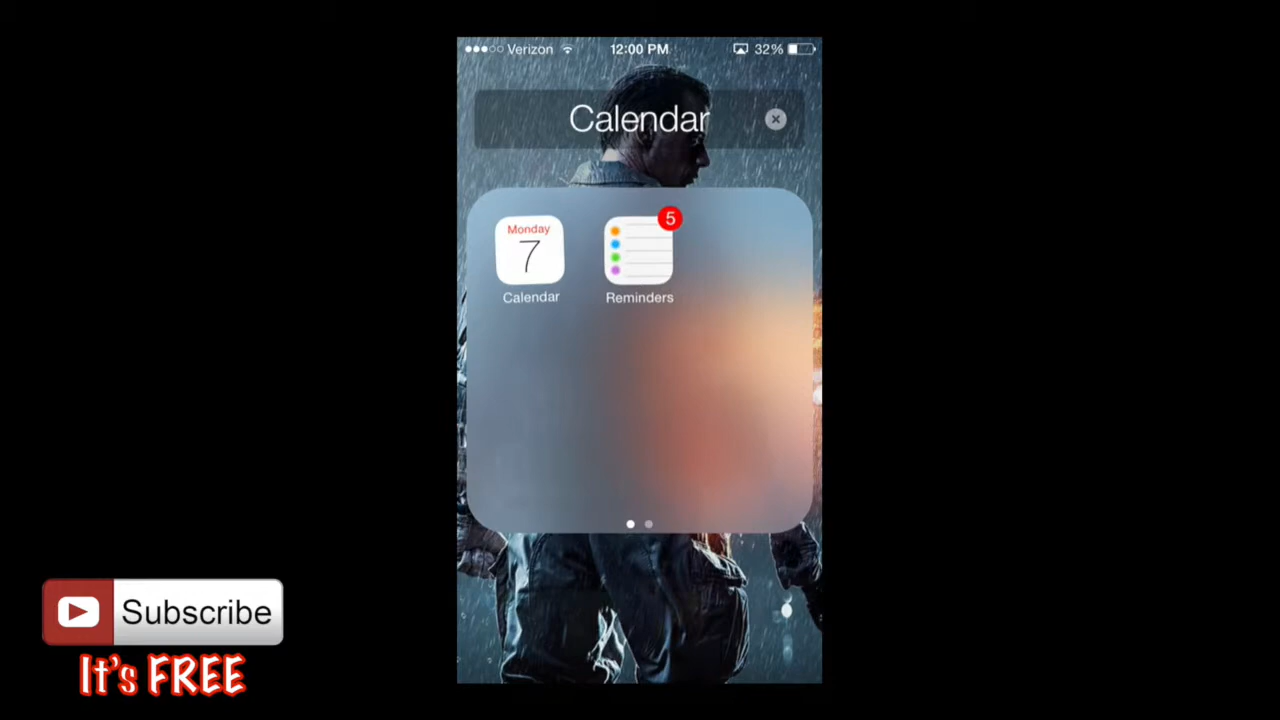 Verizon 12:00 PM 32%
Calendar
Monday
7
5
Calendar Reminders
Subscribe
It's FREE